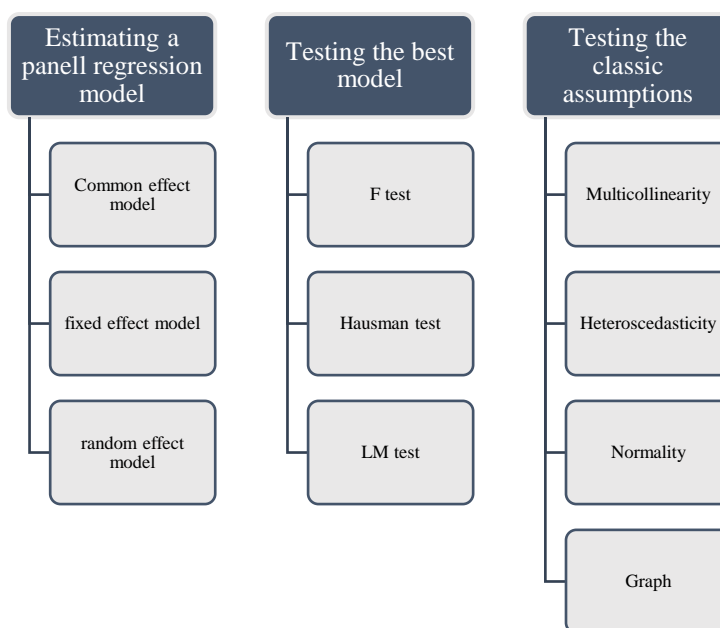 Estimating a
panell regression
model
Common effect
model
fixed effect model
random effect
model
Testing the best
model
F test
Hausman test
LM test
Testing the
classic
assumptions
Multicollinearity
Heteroscedasticity
Normality
Graph